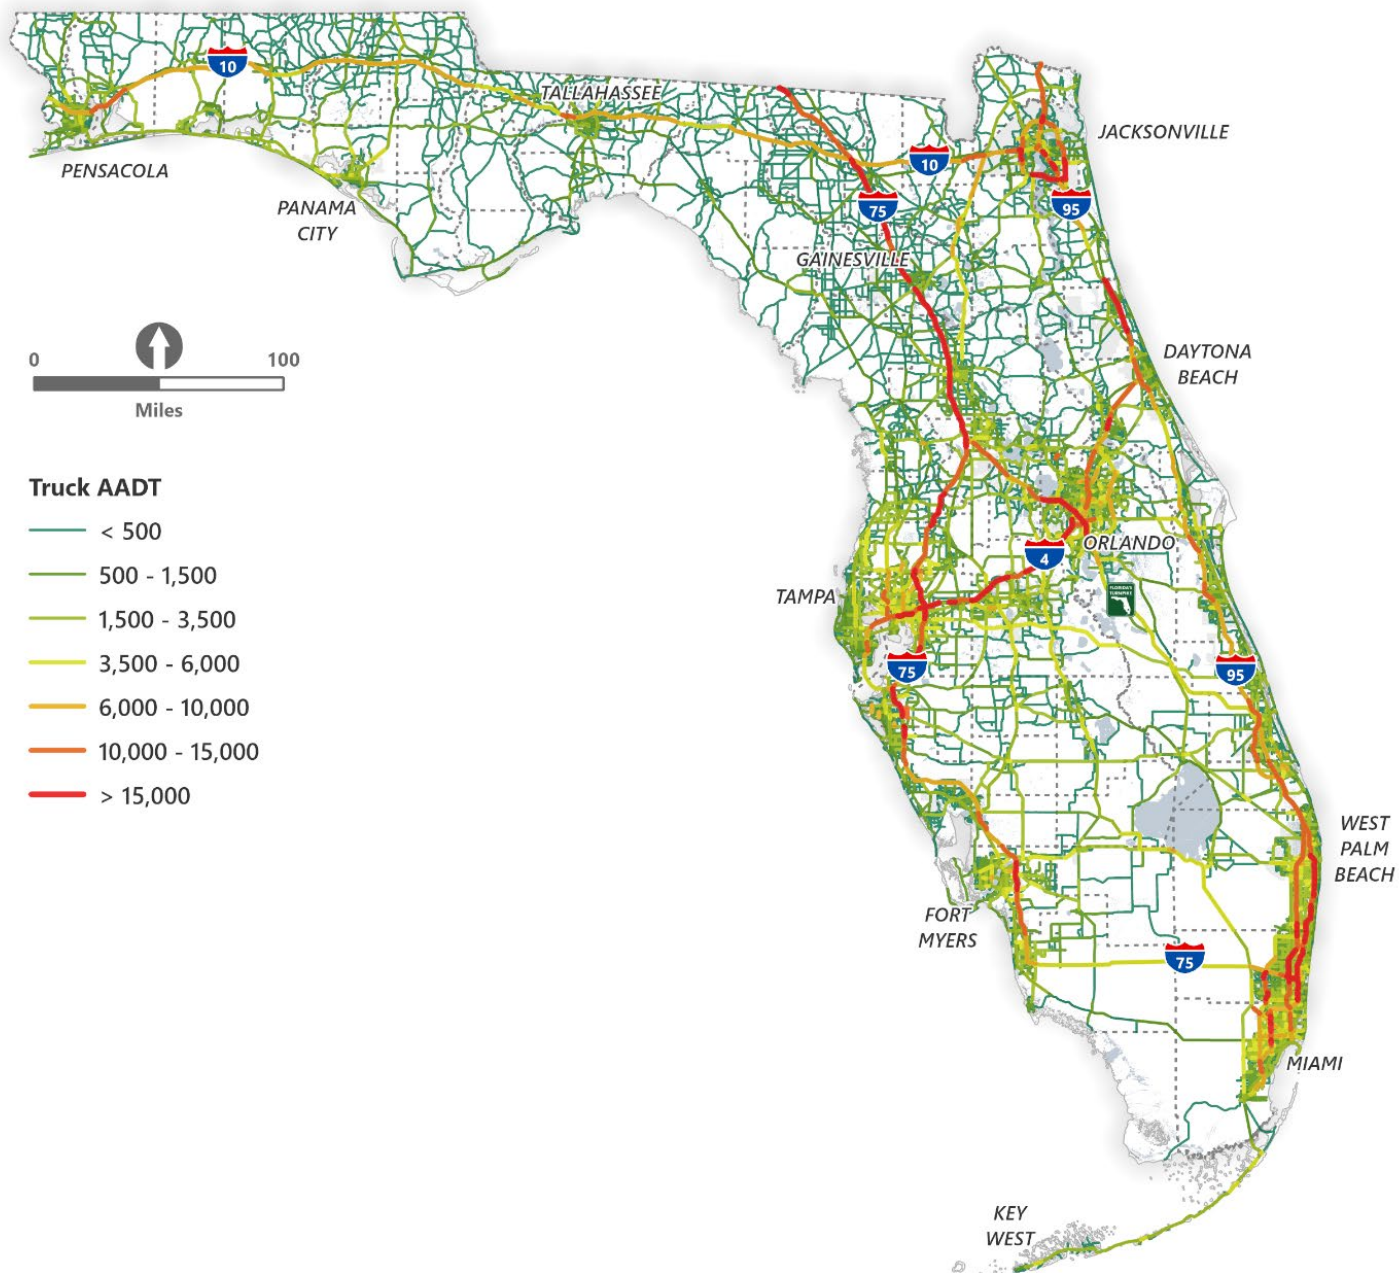 10
TALLAHASSEE
JACKSONVILLE
10
PENSACOLA
75
95
PANAMA
CITY
GAINESVILLE
0 100
Miles
DAYTONA
BEACH
Truck AADT
< 500
500 - 1,500
1,500 - 3,500
3,500 - 6,000
6,000 - 10,000
10,000 - 15,000
> 15,000
ORLANDO
4
TAMPA
FLORIDA'S
TURNPIKE
75
95
WEST
PALM
BEACH
FORT
MYERS
75
MIAMI
KEY
WEST